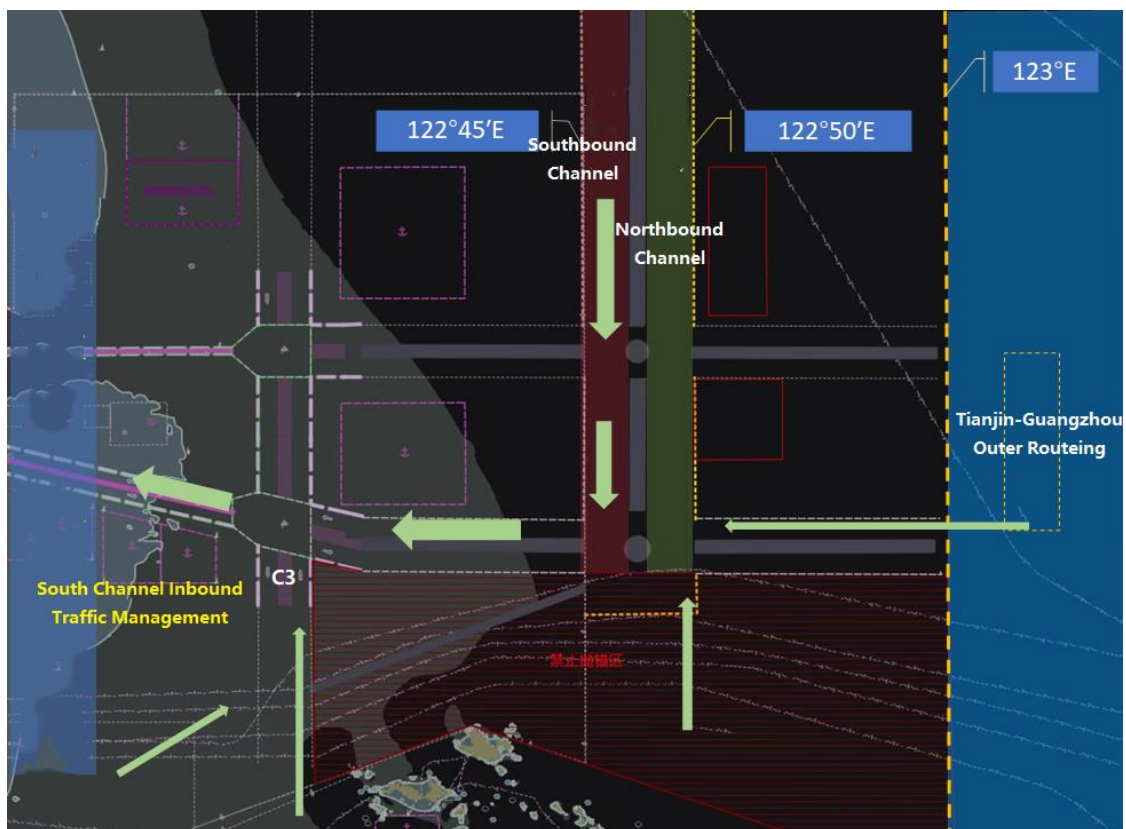 123°E
122°45′E
122°50′E
Southbound
Channel
Northbound
Channel
Tianjin-Guangzhou
Outer Routeing
C3
South Channel Inbound
Traffic Management
禁止抛锚区